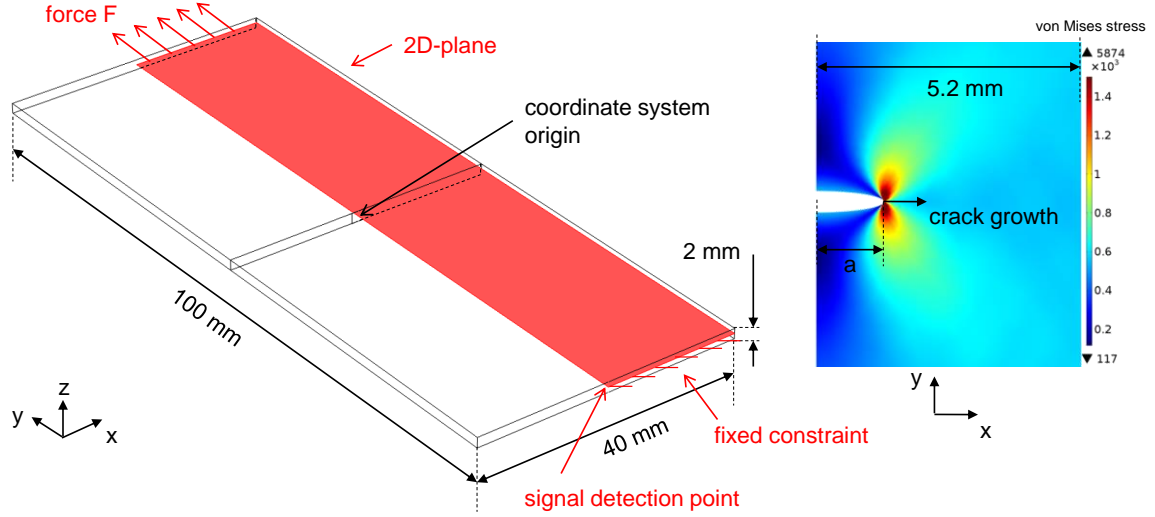 force F
2D-plane
coordinate system
origin
2 mm
100 mm
40 mm
fixed constraint
signal detection point
z
y
x
von Mises stress
▲ 5874
×10³
5.2 mm
1.4
1.2
1
0.8
0.6
0.4
0.2
▼ 117
crack growth
a
y
x